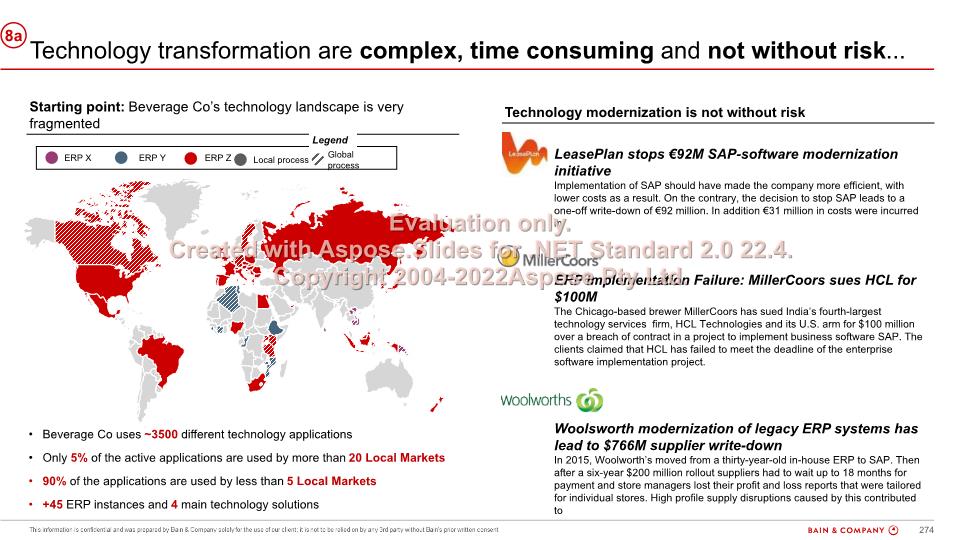 8a
Technology transformation are complex, time consuming and not without risk...
Starting point: Beverage Co's technology landscape is very
fragmented
Legend
ERP X
ERP Y
ERP Z
Local process
Global
process
• Beverage Co uses ~3500 different technology applications
• Only 5% of the active applications are used by more than 20 Local Markets
• 90% of the applications are used by less than 5 Local Markets
• +45 ERP instances and 4 main technology solutions
Technology modernization is not without risk
LeasePlan
LeasePlan stops €92M SAP-software modernization
initiative
Implementation of SAP should have made the company more efficient, with
lower costs as a result. On the contrary, the decision to stop SAP leads to a
one-off write-down of €92 million. In addition €31 million in costs were incurred
MillerCoors
ERP Implementation Failure: MillerCoors sues HCL for
$100M
The Chicago-based brewer MillerCoors has sued India's fourth-largest
technology services firm, HCL Technologies and its U.S. arm for $100 million
over a breach of contract in a project to implement business software SAP. The
clients claimed that HCL has failed to meet the deadline of the enterprise
software implementation project.
Woolworths
Woolsworth modernization of legacy ERP systems has
lead to $766M supplier write-down
In 2015, Woolworth's moved from a thirty-year-old in-house ERP to SAP. Then
after a six-year $200 million rollout suppliers had to wait up to 18 months for
payment and store managers lost their profit and loss reports that were tailored
for individual stores. High profile supply disruptions caused by this contributed
to
Evaluation only.
Created with Aspose.Slides for .NET Standard 2.0 22.4.
Copyright 2004-2022Aspose Pty Ltd.
This information is confidential and was prepared by Bain & Company solely for the use of our client; it is not to be relied on by any 3rd party without Bain's prior written consent
BAIN & COMPANY
274